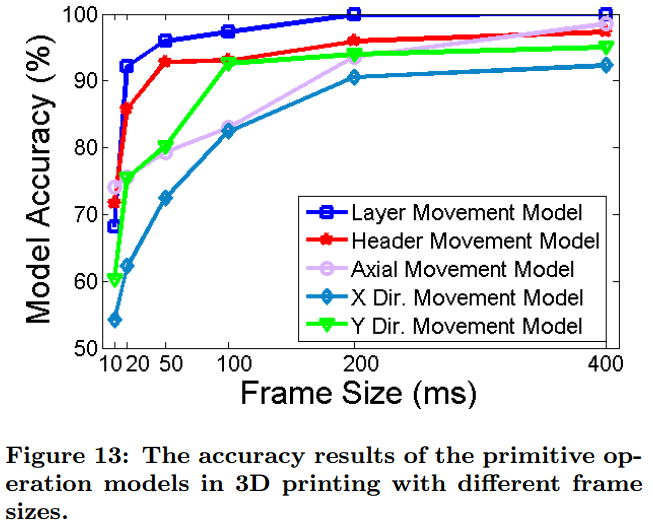 100
90
80
70
60
50
Model Accuracy (%)
Layer Movement Model
Header Movement Model
Axial Movement Model
X Dir. Movement Model
Y Dir. Movement Model
10 20 50 100 200 400
Frame Size (ms)
Figure 13: The accuracy results of the primitive op-
eration models in 3D printing with different frame
sizes.